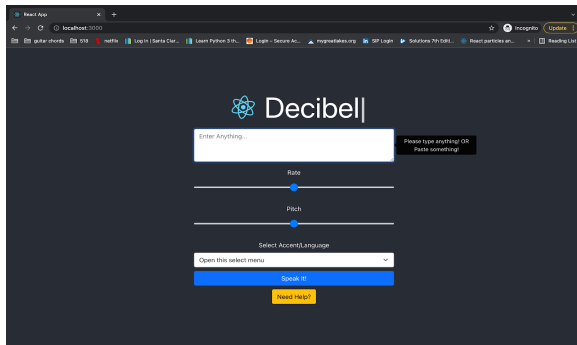 React App
localhost:3000
Incognito
Update
guitar chords
518
netflix
Log In | Santa Clar...
Learn Python 3 th...
Login - Secure Ac...
mygreatlakes.org
SIP Login
Solutions 7th Editi...
React particles an...
Reading List
Decibel|
Enter Anything...
Please type anything! OR
Paste something!
Rate
Pitch
Select Accent/Language
Open this select menu
Speak It!
Need Help?